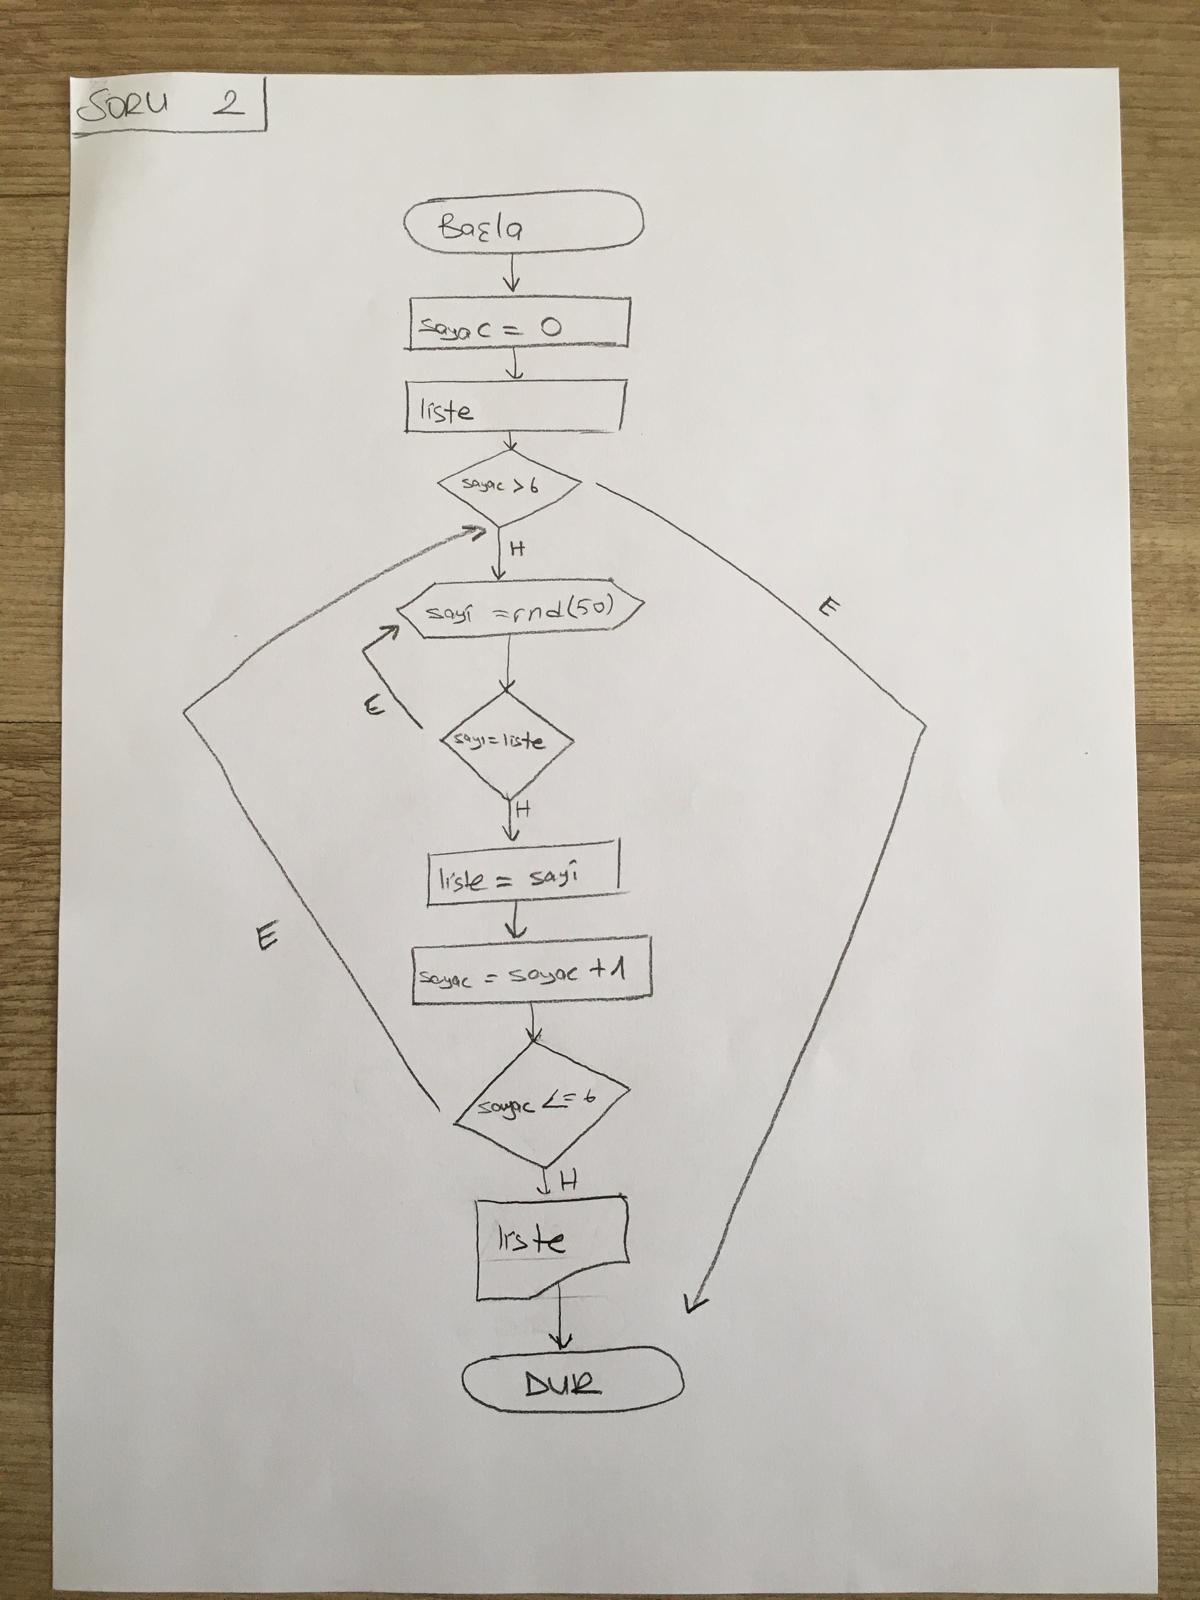 SORU 2
Başla
sayac = 0
liste
sayac > 6
H
E
sayi = rnd(50)
E
sayi = liste
H
liste = sayi
E
sayac = sayac + 1
sayac <= 6
H
liste
DUR